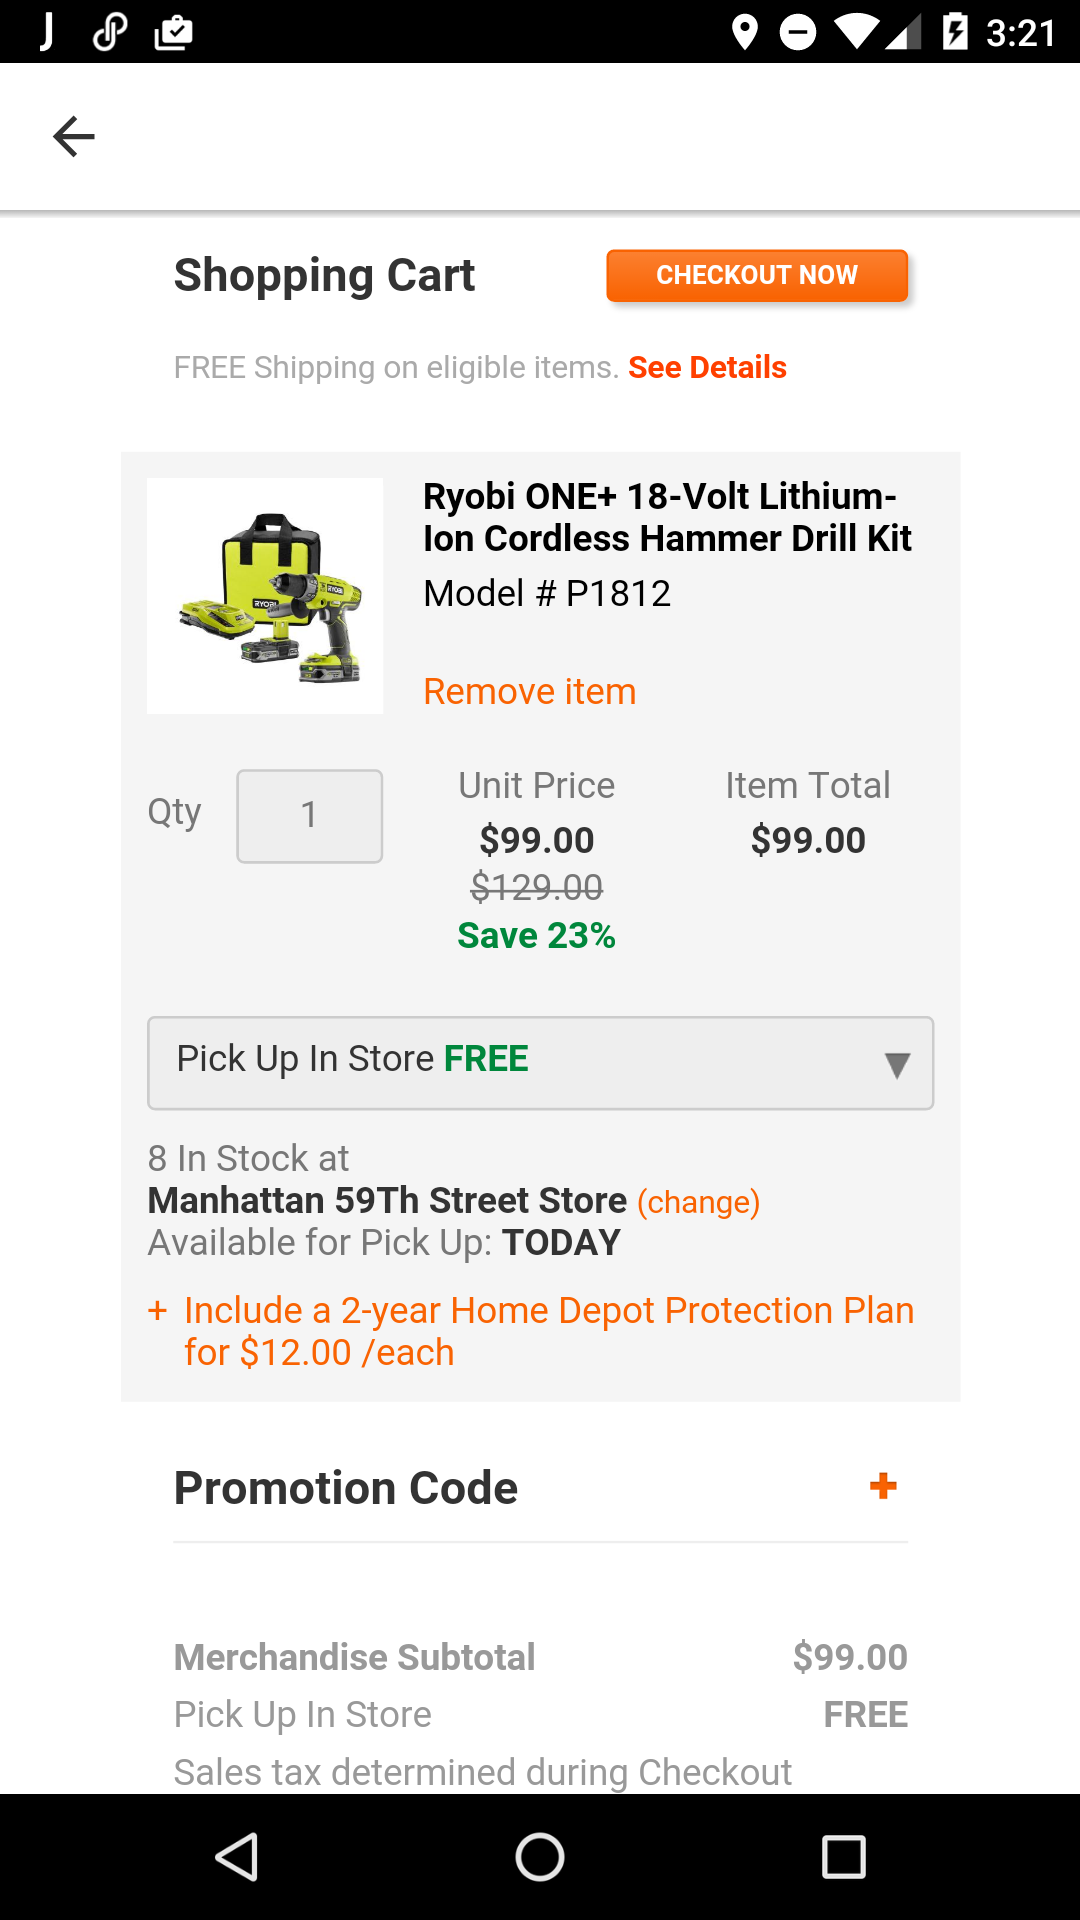 3:21
Shopping Cart
CHECKOUT NOW
FREE Shipping on eligible items. See Details
Ryobi ONE+ 18-Volt Lithium-
Ion Cordless Hammer Drill Kit
Model # P1812
RYOBI
RYOBI
Remove item
Qty
1
Unit Price
$99.00
$129.00
Save 23%
Item Total
$99.00
Pick Up In Store FREE
8 In Stock at
Manhattan 59Th Street Store (change)
Available for Pick Up: TODAY
+ Include a 2-year Home Depot Protection Plan
for $12.00 /each
Promotion Code
Merchandise Subtotal $99.00
Pick Up In Store FREE
Sales tax determined during Checkout